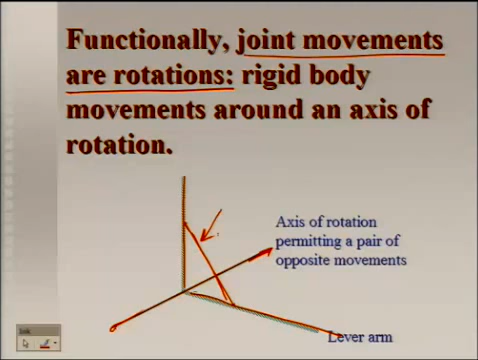 Functionally, joint movements
are rotations: rigid body
movements around an axis of
rotation.
Axis of rotation
permitting a pair of
opposite movements
Lever arm